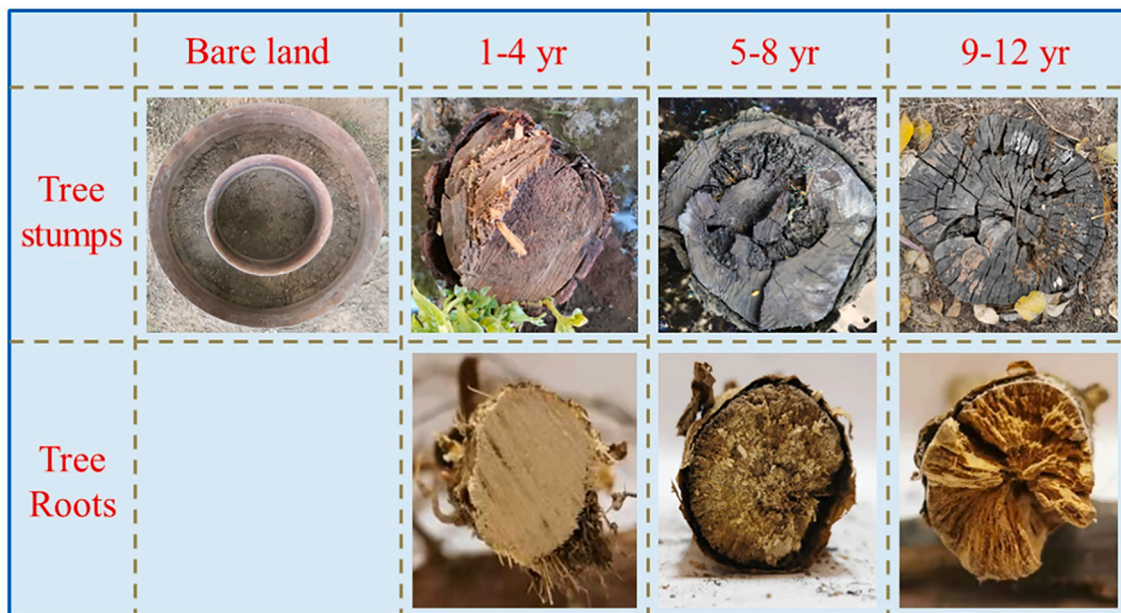 Bare land
1-4 yr
5-8 yr
9-12 yr
Tree
stumps
Tree
Roots